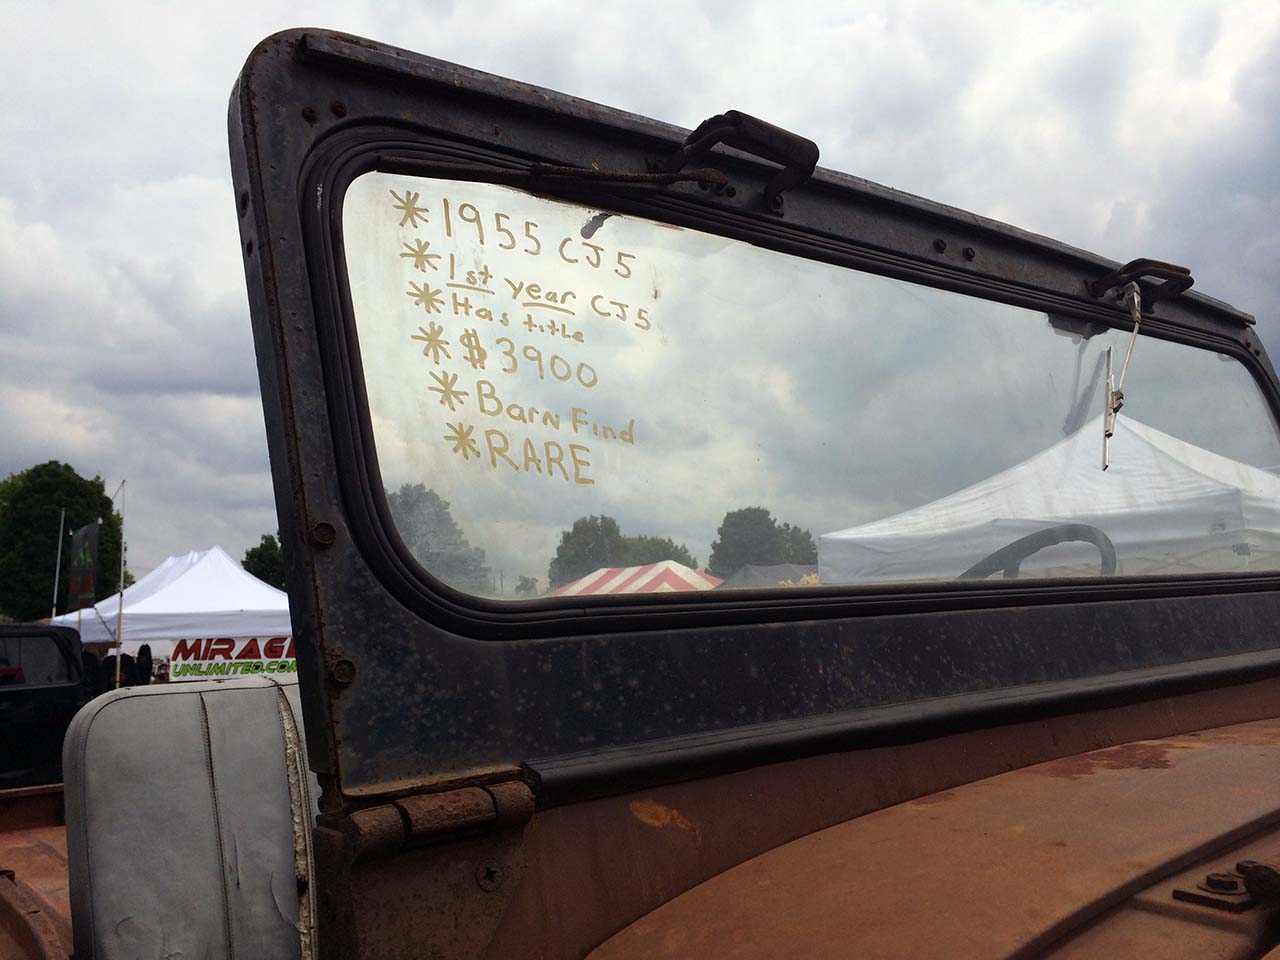 * 1955 CJ5
* 1st year CJ5
* Has title
* $3900
* Barn Find
* RARE
MIRAGE
UNLIMITED.COM